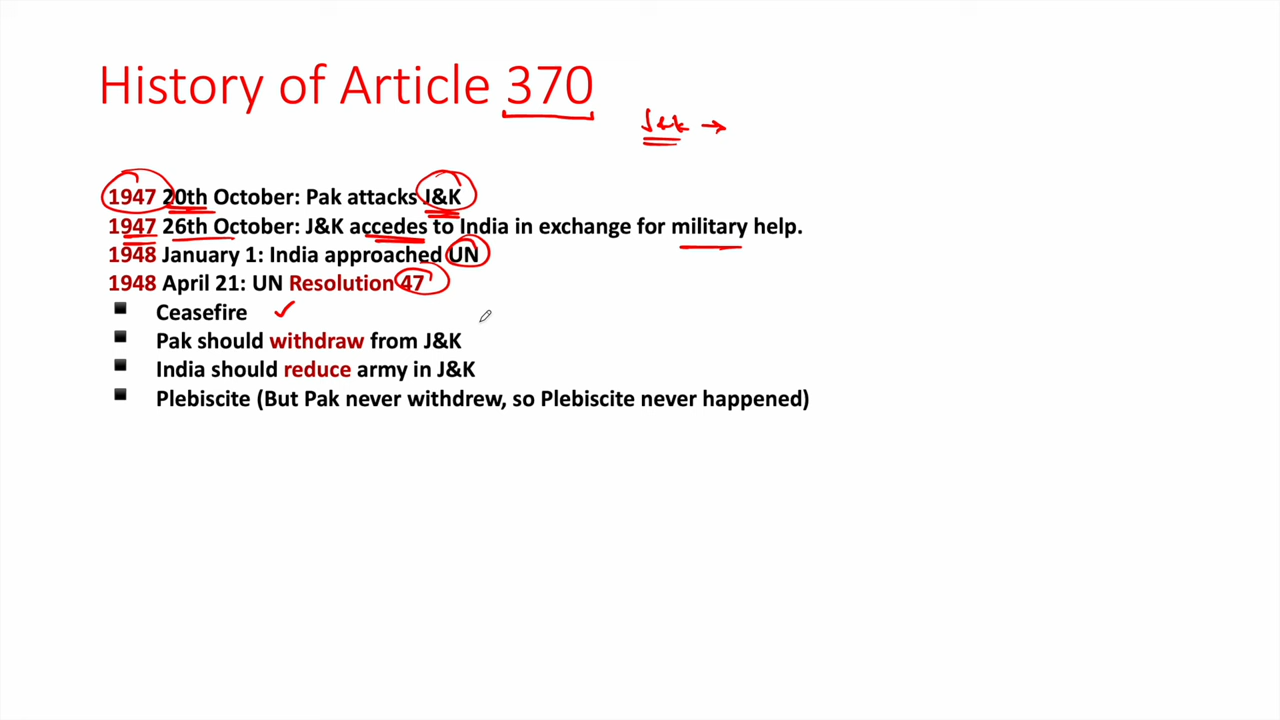 History of Article 370
J&K →
1947 20th October: Pak attacks J&K
1947 26th October: J&K accedes to India in exchange for military help.
1948 January 1: India approached UN
1948 April 21: UN Resolution 47
▪ Ceasefire ✓
▪ Pak should withdraw from J&K
▪ India should reduce army in J&K
▪ Plebiscite (But Pak never withdrew, so Plebiscite never happened)